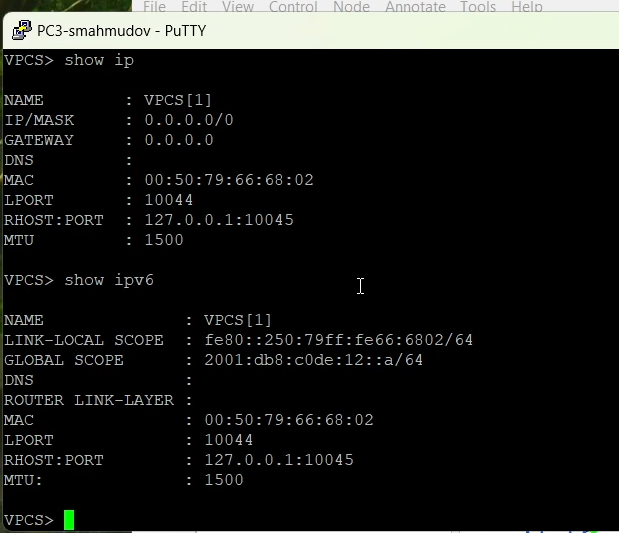 File Edit View Control Node Annotate Tools Help
PC3-smahmudov - PuTTY
VPCS> show ip
NAME        : VPCS[1]
IP/MASK     : 0.0.0.0/0
GATEWAY     : 0.0.0.0
DNS         :
MAC         : 00:50:79:66:68:02
LPORT       : 10044
RHOST:PORT  : 127.0.0.1:10045
MTU         : 1500
VPCS> show ipv6
NAME              : VPCS[1]
LINK-LOCAL SCOPE  : fe80::250:79ff:fe66:6802/64
GLOBAL SCOPE      : 2001:db8:c0de:12::a/64
DNS               :
ROUTER LINK-LAYER :
MAC               : 00:50:79:66:68:02
LPORT             : 10044
RHOST:PORT        : 127.0.0.1:10045
MTU:              : 1500
VPCS>